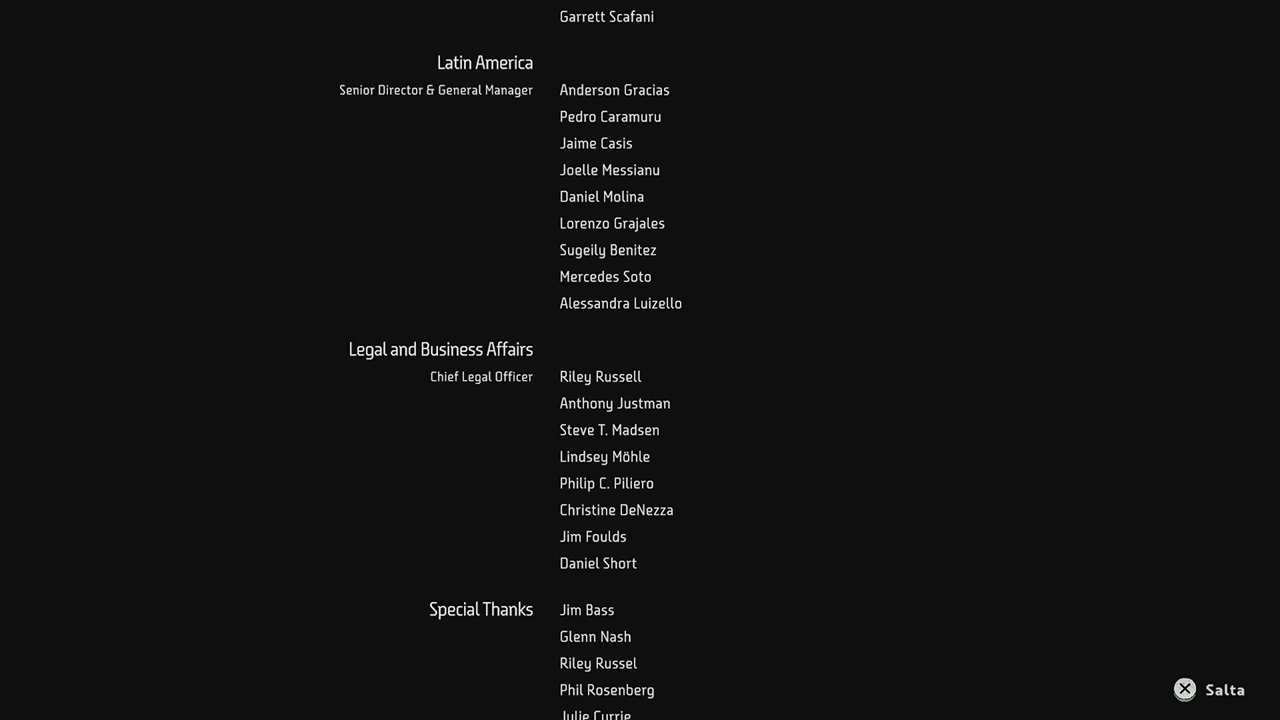 Garrett Scafani
Latin America
Senior Director & General Manager Anderson Gracias
Pedro Caramuru
Jaime Casis
Joelle Messianu
Daniel Molina
Lorenzo Grajales
Sugeily Benitez
Mercedes Soto
Alessandra Luizello
Legal and Business Affairs
Chief Legal Officer Riley Russell
Anthony Justman
Steve T. Madsen
Lindsey Möhle
Philip C. Piliero
Christine DeNezza
Jim Foulds
Daniel Short
Special Thanks Jim Bass
Glenn Nash
Riley Russel
Phil Rosenberg
Julie Currie
Salta